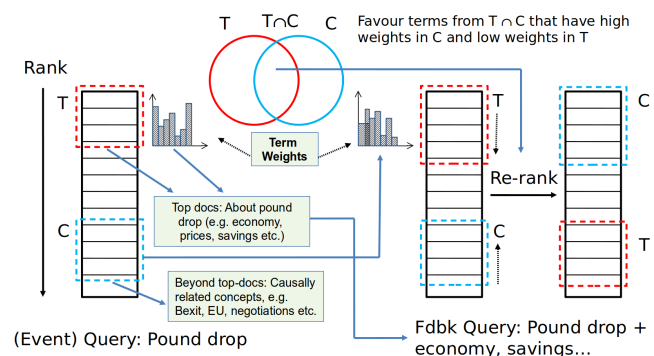 T
T∩C
C
Favour terms from T ∩ C that have high
weights in C and low weights in T
Rank
T
Term
Weights
T
C
Re-rank
Top docs: About pound
drop (e.g. economy,
prices, savings etc.)
C
C
T
Beyond top-docs: Causally
related concepts, e.g.
Bexit, EU, negotiations etc.
(Event) Query: Pound drop
Fdbk Query: Pound drop +
economy, savings...